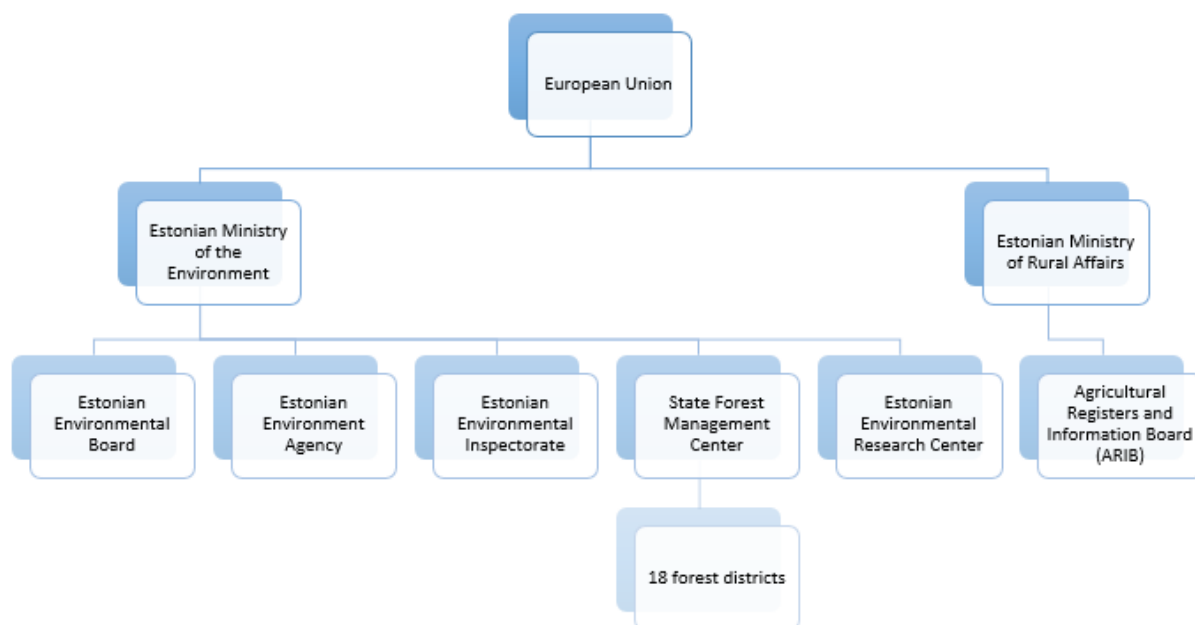 European Union
Estonian Ministry
of the
Environment
Estonian Ministry
of Rural Affairs
Estonian
Environmental
Board
Estonian
Environment
Agency
Estonian
Environmental
Inspectorate
State Forest
Management
Center
Estonian
Environmental
Research Center
Agricultural
Registers and
Information Board
(ARIB)
18 forest districts